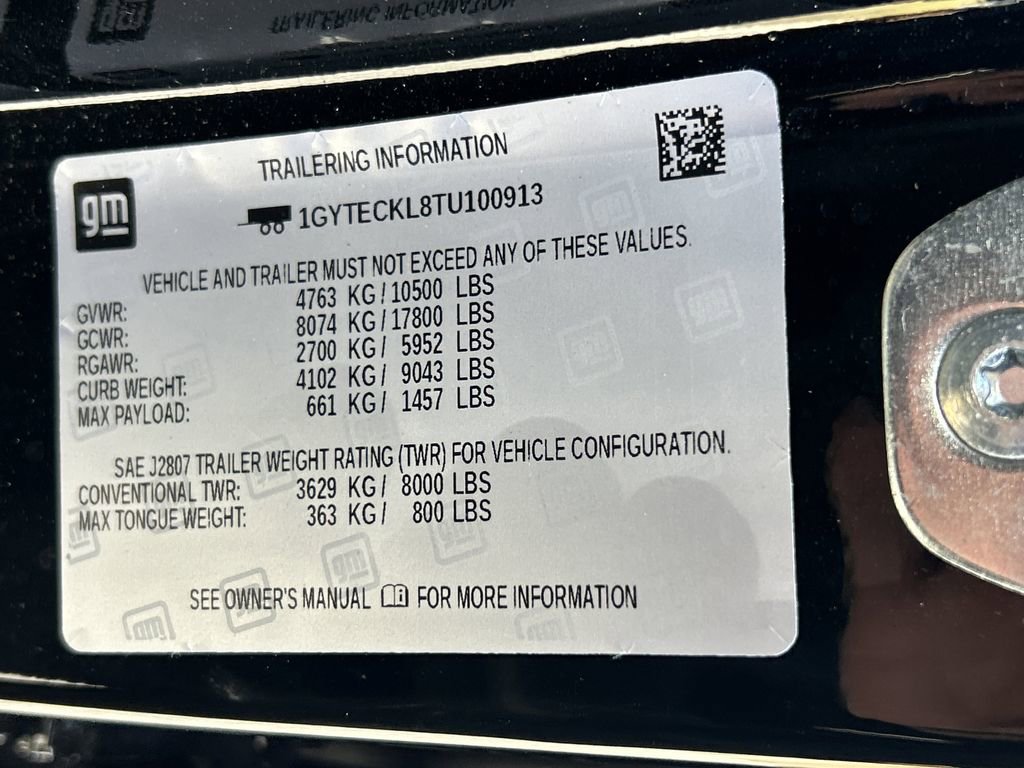 TRAILERING INFORMATION
gm
1GYTECKL8TU100913
VEHICLE AND TRAILER MUST NOT EXCEED ANY OF THESE VALUES.
GVWR: 4763 KG/10500 LBS
GCWR: 8074 KG/17800 LBS
RGAWR: 2700 KG/ 5952 LBS
CURB WEIGHT: 4102 KG/ 9043 LBS
MAX PAYLOAD: 661 KG/ 1457 LBS
SAE J2807 TRAILER WEIGHT RATING (TWR) FOR VEHICLE CONFIGURATION.
CONVENTIONAL TWR: 3629 KG/ 8000 LBS
MAX TONGUE WEIGHT: 363 KG/ 800 LBS
SEE OWNER'S MANUAL FOR MORE INFORMATION